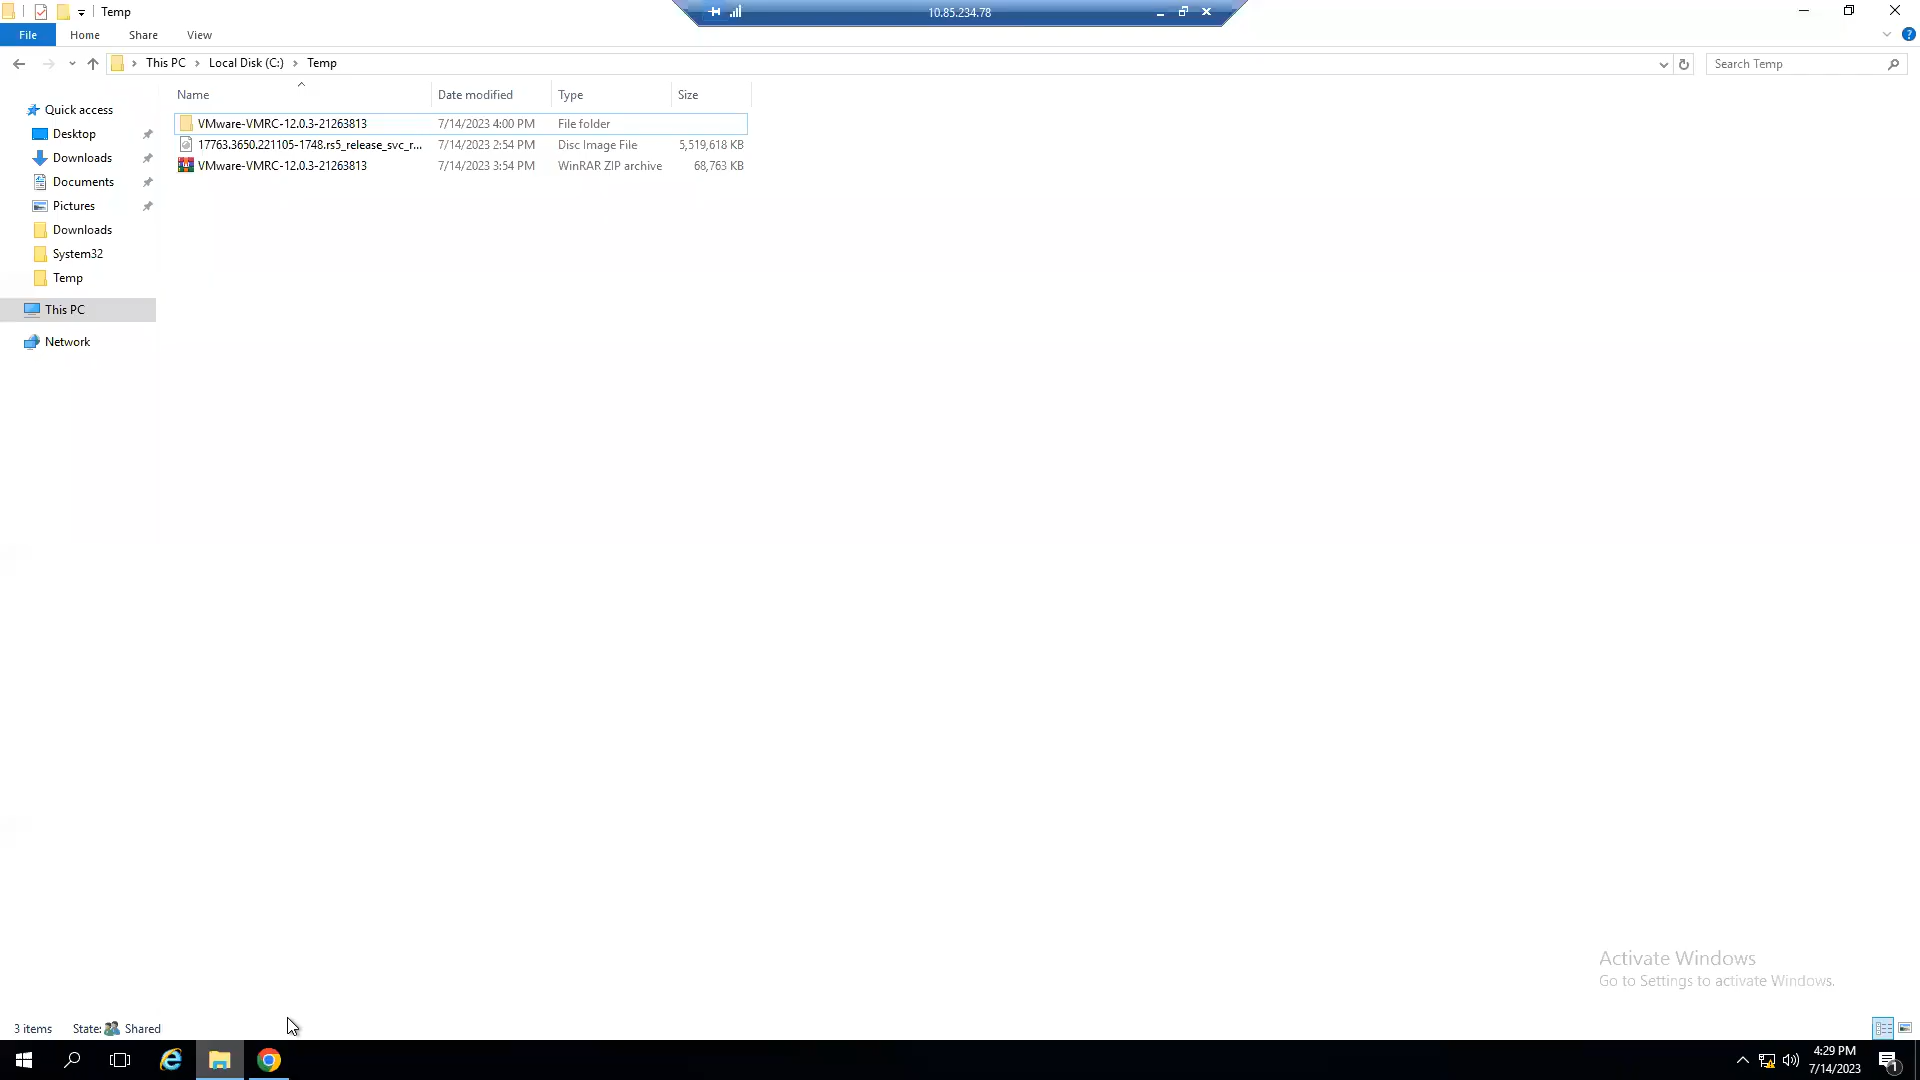 Temp
10.85.234.78
File Home Share View
?
This PC Local Disk (C:) Temp
Search Temp
Name Date modified Type Size
Quick access
Desktop
Downloads
Documents
Pictures
Downloads
System32
Temp
This PC
Network
VMware-VMRC-12.0.3-21263813 7/14/2023 4:00 PM File folder
17763.3650.221105-1748.rs5_release_svc_r... 7/14/2023 2:54 PM Disc Image File 5,519,618 KB
VMware-VMRC-12.0.3-21263813 7/14/2023 3:54 PM WinRAR ZIP archive 68,763 KB
Activate Windows
Go to Settings to activate Windows.
3 items State: Shared
4:29 PM
7/14/2023
1